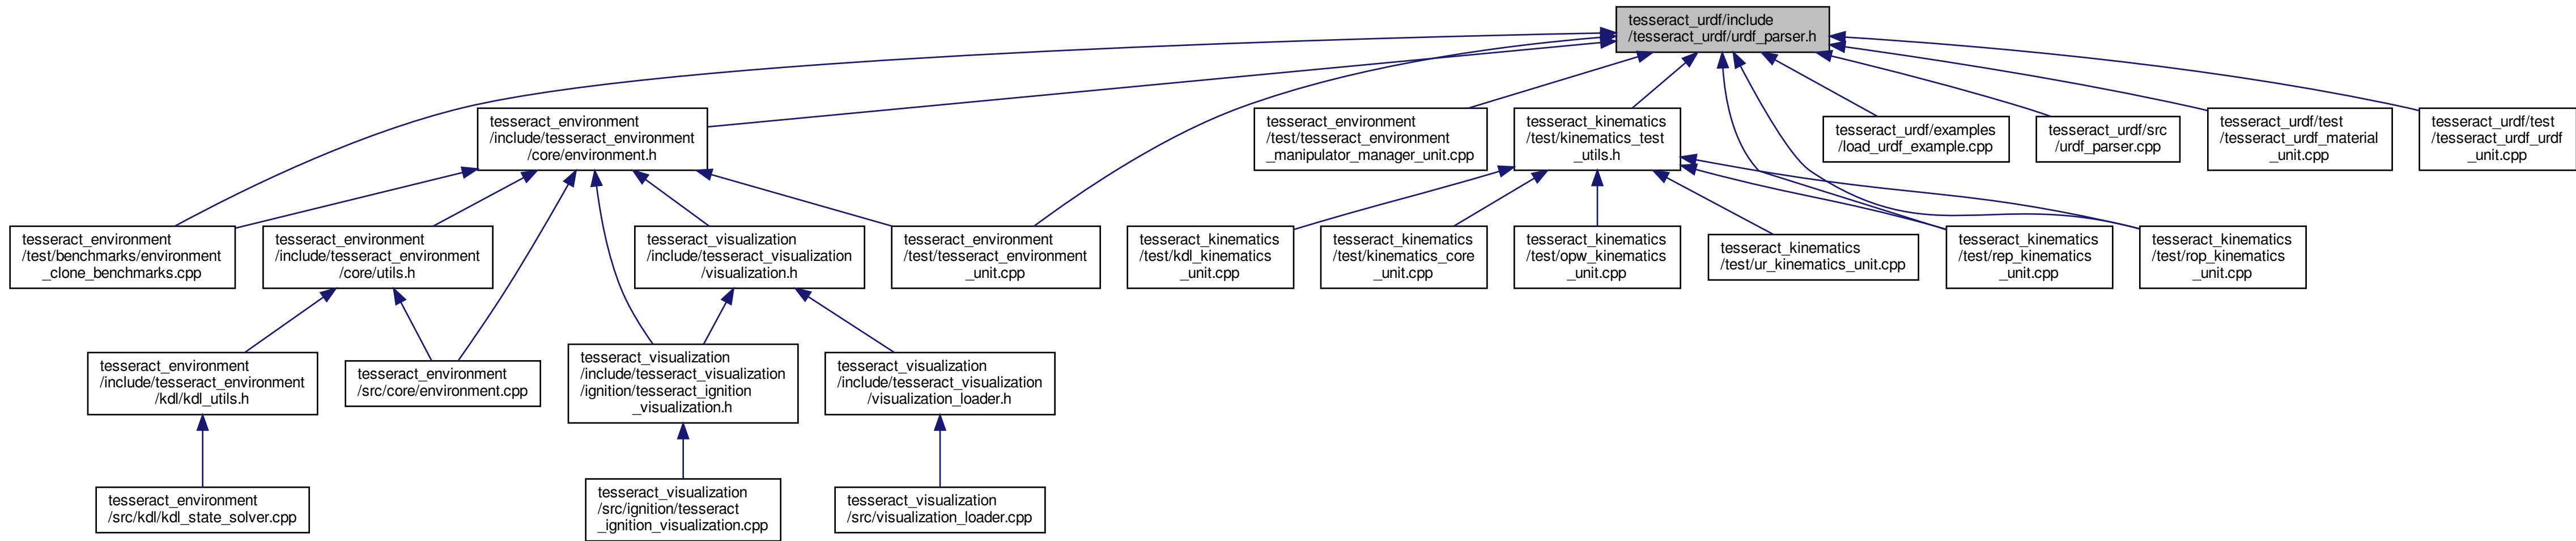 tesseract_urdf/include
/tesseract_urdf/urdf_parser.h
tesseract_environment
/include/tesseract_environment
/core/environment.h
tesseract_environment
/test/tesseract_environment
_manipulator_manager_unit.cpp
tesseract_kinematics
/test/kinematics_test
_utils.h
tesseract_urdf/examples
/load_urdf_example.cpp
tesseract_urdf/src
/urdf_parser.cpp
tesseract_urdf/test
/tesseract_urdf_material
_unit.cpp
tesseract_urdf/test
/tesseract_urdf_urdf
_unit.cpp
tesseract_environment
/test/benchmarks/environment
_clone_benchmarks.cpp
tesseract_environment
/include/tesseract_environment
/core/utils.h
tesseract_visualization
/include/tesseract_visualization
/visualization.h
tesseract_environment
/test/tesseract_environment
_unit.cpp
tesseract_kinematics
/test/kdl_kinematics
_unit.cpp
tesseract_kinematics
/test/kinematics_core
_unit.cpp
tesseract_kinematics
/test/opw_kinematics
_unit.cpp
tesseract_kinematics
/test/ur_kinematics_unit.cpp
tesseract_kinematics
/test/rep_kinematics
_unit.cpp
tesseract_kinematics
/test/rop_kinematics
_unit.cpp
tesseract_environment
/include/tesseract_environment
/kdl/kdl_utils.h
tesseract_environment
/src/core/environment.cpp
tesseract_visualization
/include/tesseract_visualization
/ignition/tesseract_ignition
_visualization.h
tesseract_visualization
/include/tesseract_visualization
/visualization_loader.h
tesseract_environment
/src/kdl/kdl_state_solver.cpp
tesseract_visualization
/src/ignition/tesseract
_ignition_visualization.cpp
tesseract_visualization
/src/visualization_loader.cpp